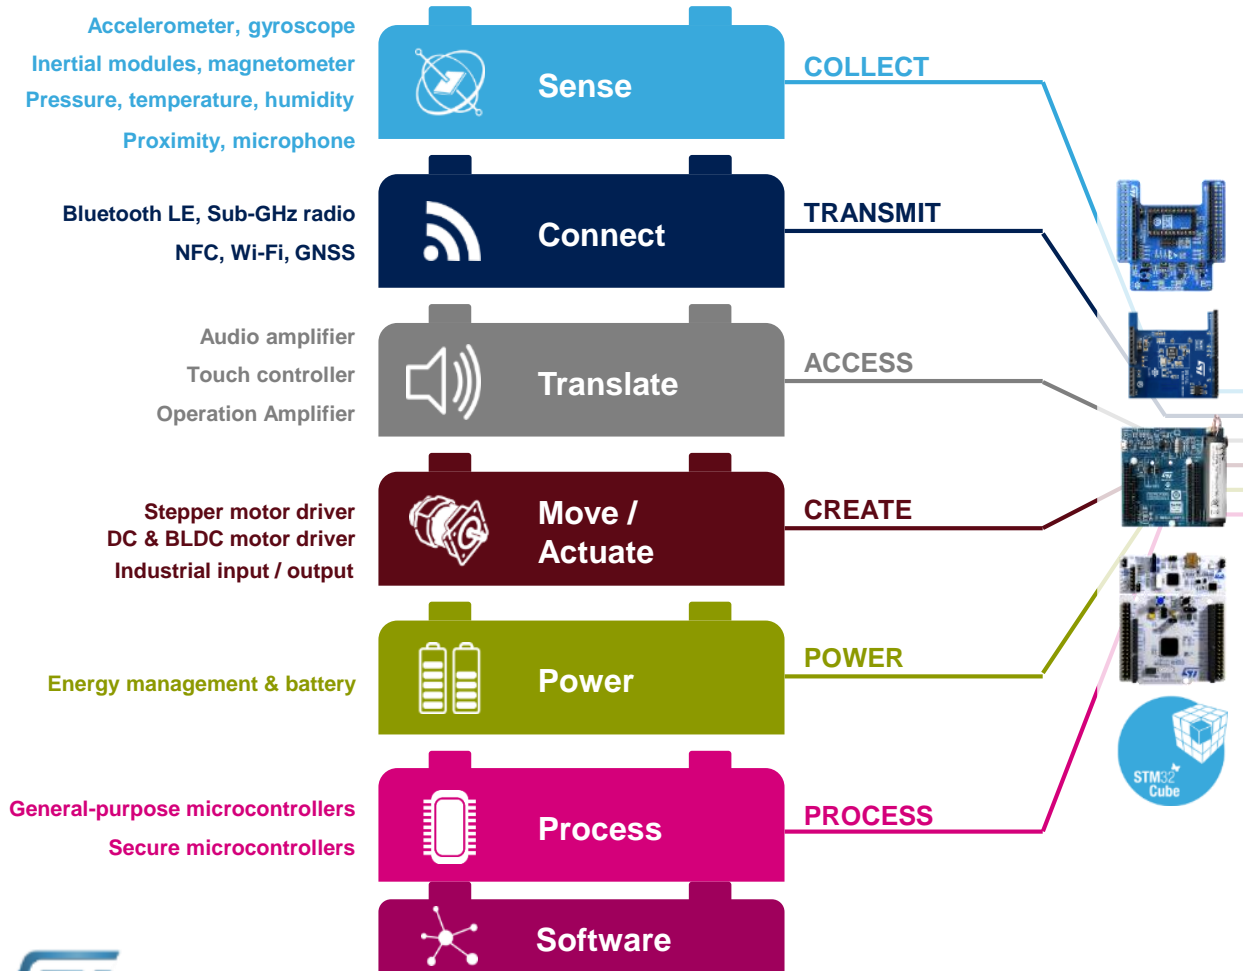 Accelerometer, gyroscope
Inertial modules, magnetometer
Pressure, temperature, humidity
Proximity, microphone
Sense
COLLECT
Bluetooth LE, Sub-GHz radio
NFC, Wi-Fi, GNSS
Connect
TRANSMIT
Audio amplifier
Touch controller
Operation Amplifier
Translate
ACCESS
Stepper motor driver
DC & BLDC motor driver
Industrial input / output
Move /
Actuate
CREATE
Energy management & battery
Power
POWER
General-purpose microcontrollers
Secure microcontrollers
Process
PROCESS
STM32
Cube
Software